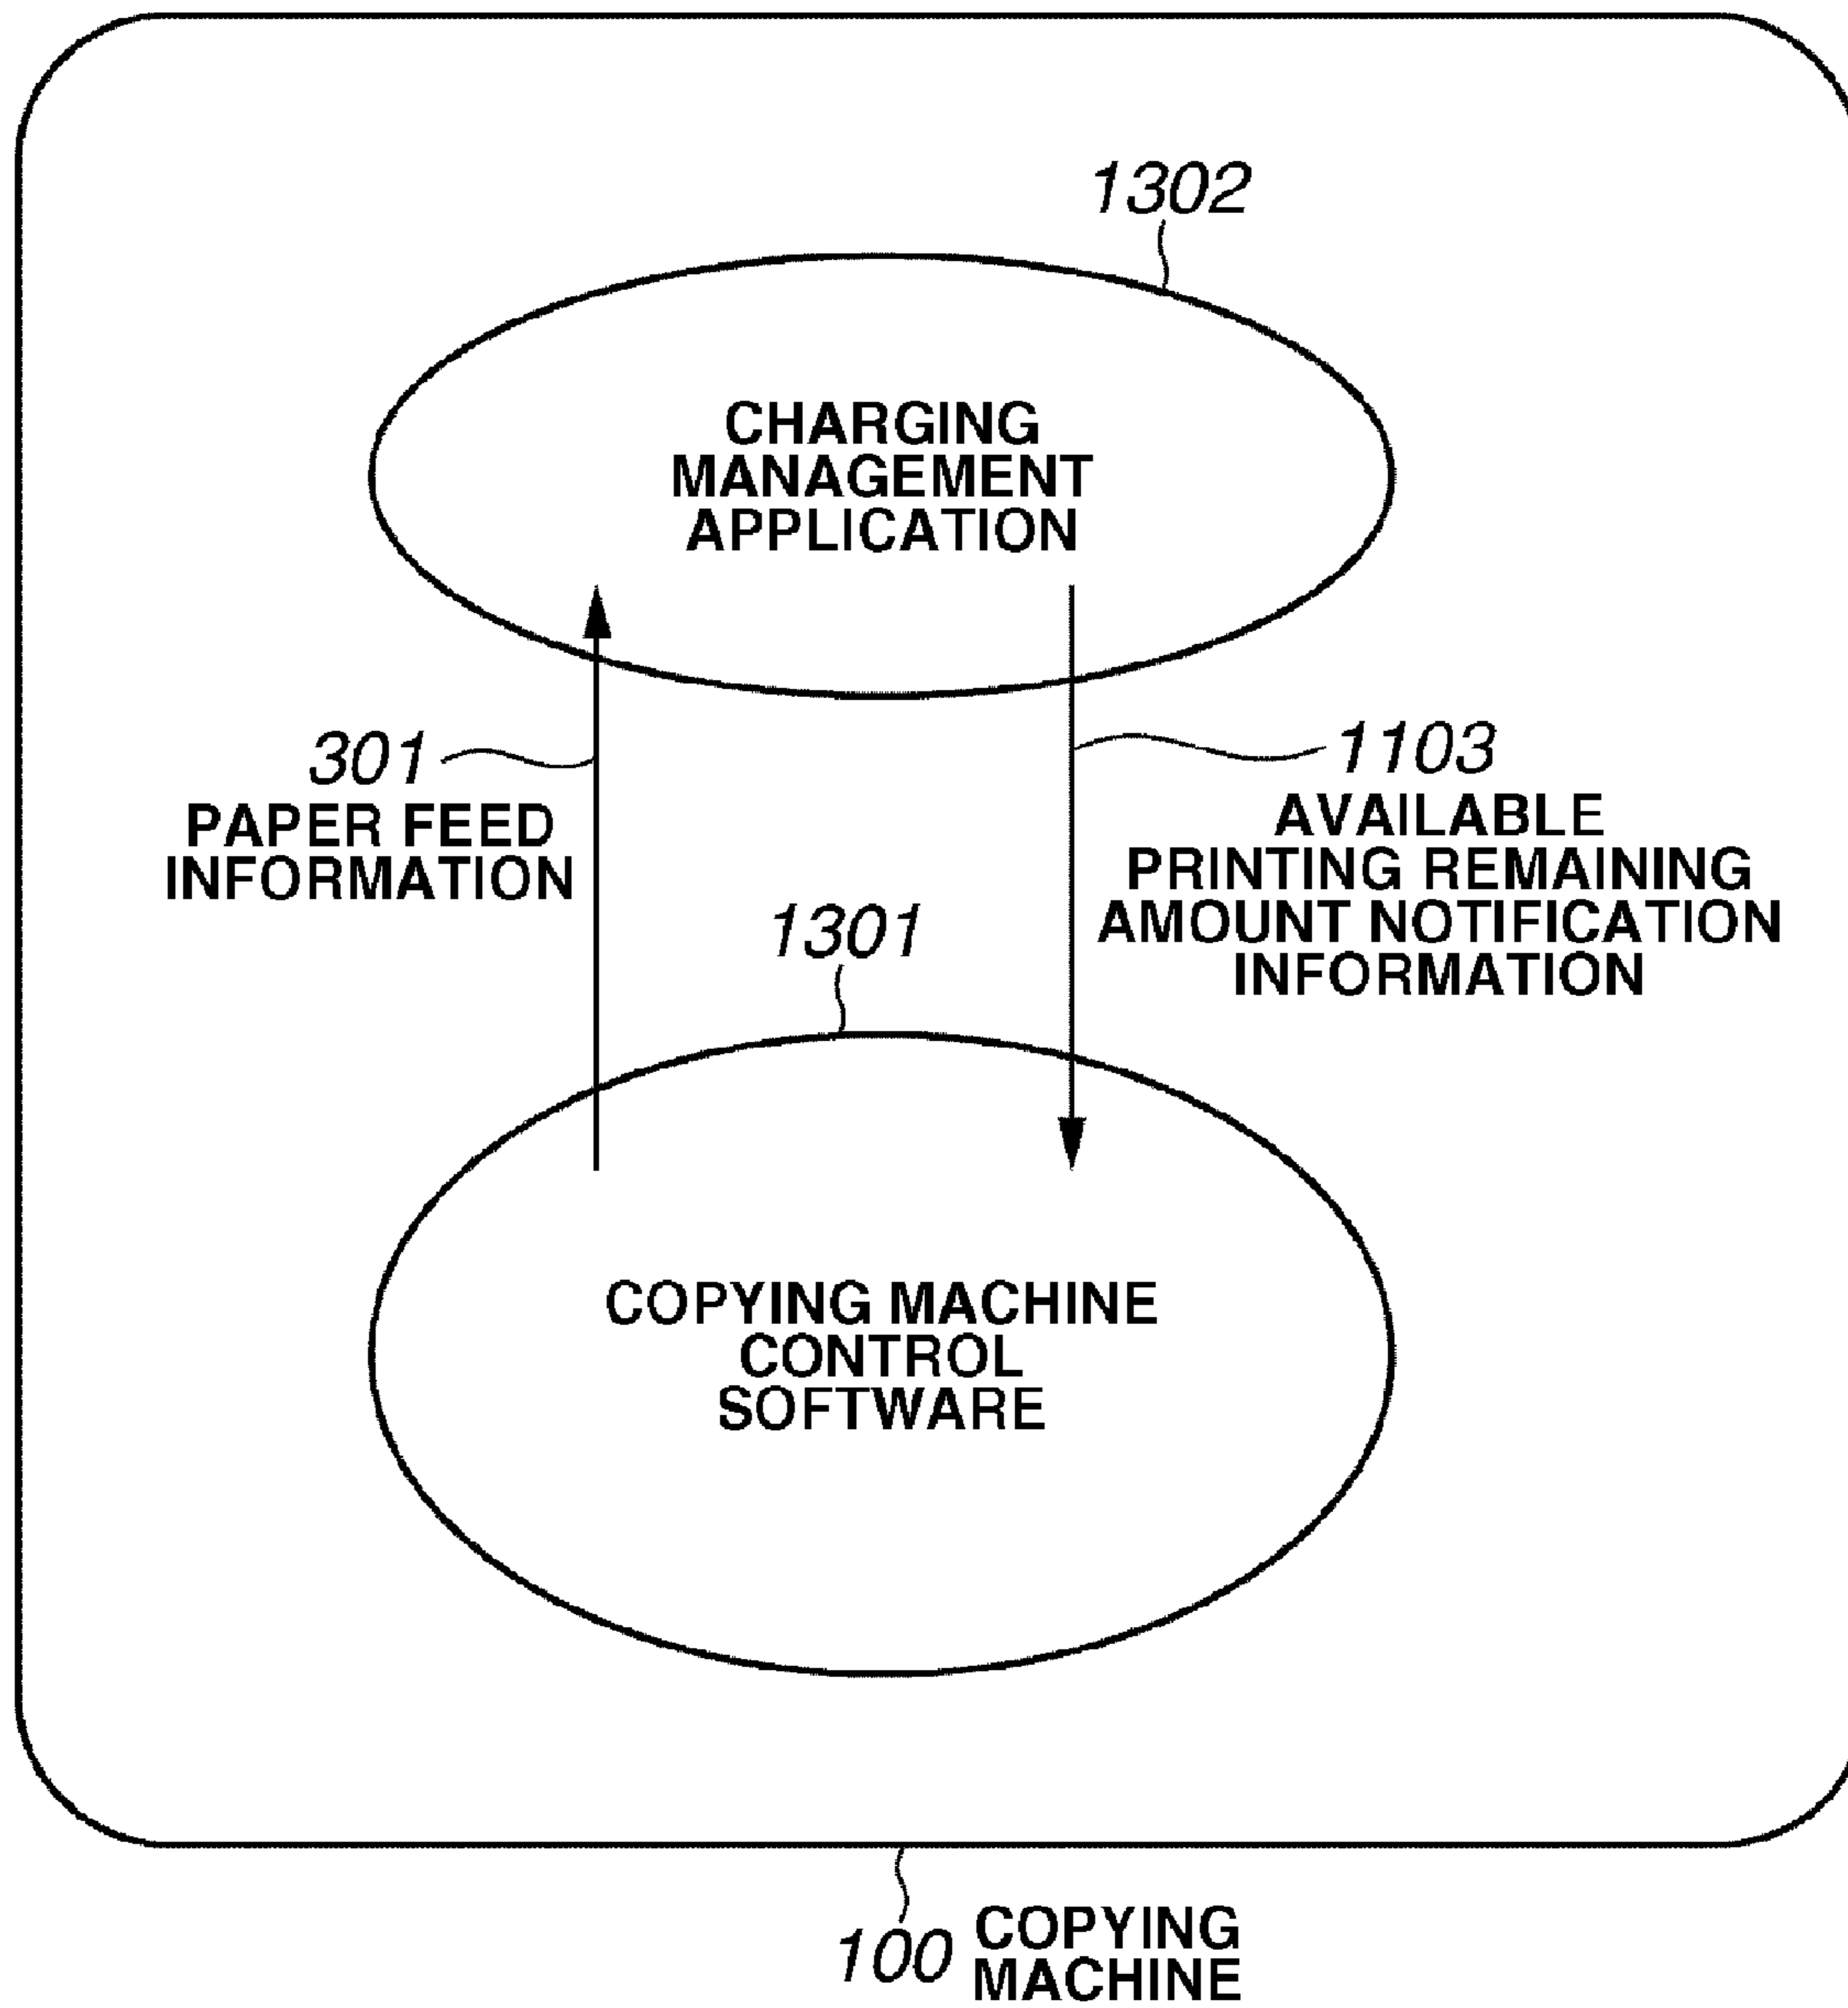 1302
CHARGING
MANAGEMENT
APPLICATION
301
PAPER FEED
INFORMATION
1103
AVAILABLE
PRINTING REMAINING
AMOUNT NOTIFICATION
INFORMATION
1301
COPYING MACHINE
CONTROL
SOFTWARE
100 COPYING
MACHINE